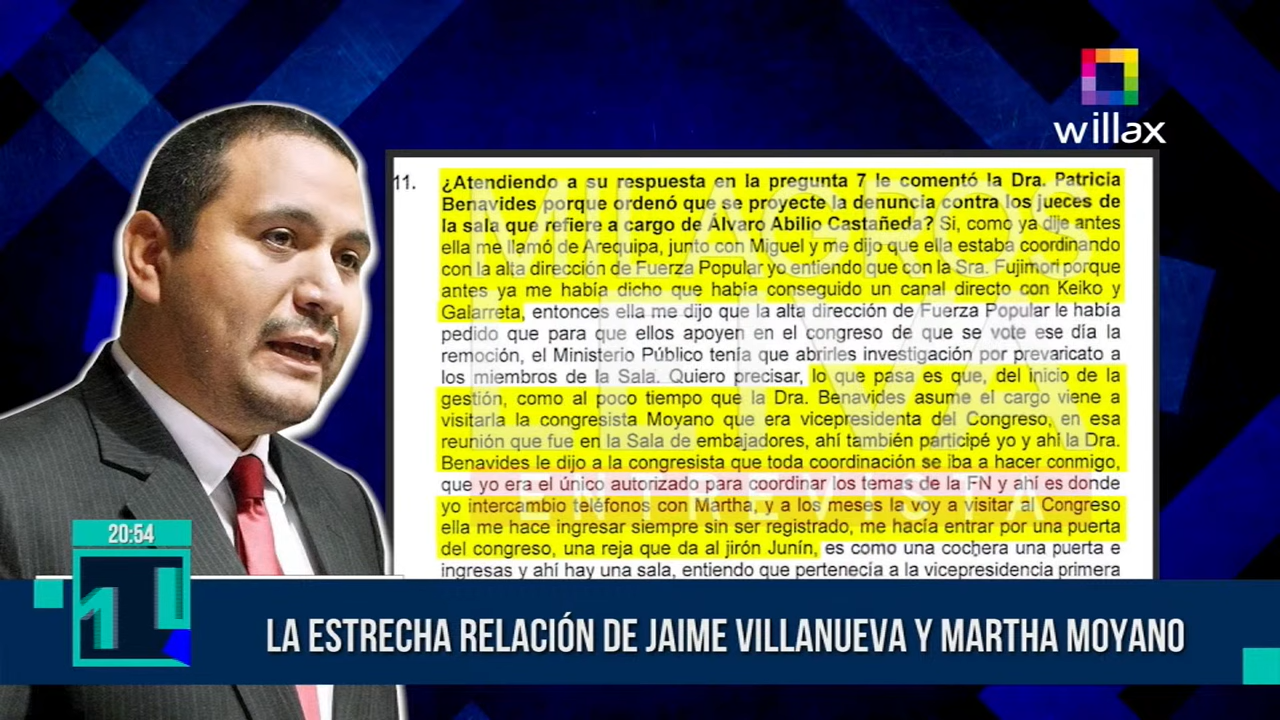 willax
11. ¿Atendiendo a su respuesta en la pregunta 7 le comentó la Dra. Patricia
Benavides porque ordenó que se proyecte la denuncia contra los jueces de
la sala que refiere a cargo de Álvaro Abilio Castañeda? Si, como ya dije antes
ella me llamó de Arequipa, junto con Miguel y me dijo que ella estaba coordinando
con la alta dirección de Fuerza Popular yo entiendo que con la Sra. Fujimori porque
antes ya me había dicho que había conseguido un canal directo con Keiko y
Galarreta, entonces ella me dijo que la alta dirección de Fuerza Popular le había
pedido que para que ellos apoyen en el congreso de que se vote ese día la
remoción, el Ministerio Público tenía que abrirles investigación por prevaricato a
los miembros de la Sala. Quiero precisar, lo que pasa es que, del inicio de la
gestión, como al poco tiempo que la Dra. Benavides asume el cargo viene a
visitarla la congresista Moyano que era vicepresidenta del Congreso, en esa
reunión que fue en la Sala de embajadores, ahí también participé yo y ahí la Dra.
Benavides le dijo a la congresista que toda coordinación se iba a hacer conmigo,
que yo era el único autorizado para coordinar los temas de la FN y ahí es donde
yo intercambio teléfonos con Martha, y a los meses la voy a visitar al Congreso
ella me hace ingresar siempre sin ser registrado, me hacía entrar por una puerta
del congreso, una reja que da al jirón Junín, es como una cochera una puerta e
ingresas y ahí hay una sala, entiendo que pertenecía a la vicepresidencia primera
MILAGROS
LEIVA
ENTREVISTA
20:54
LA ESTRECHA RELACIÓN DE JAIME VILLANUEVA Y MARTHA MOYANO